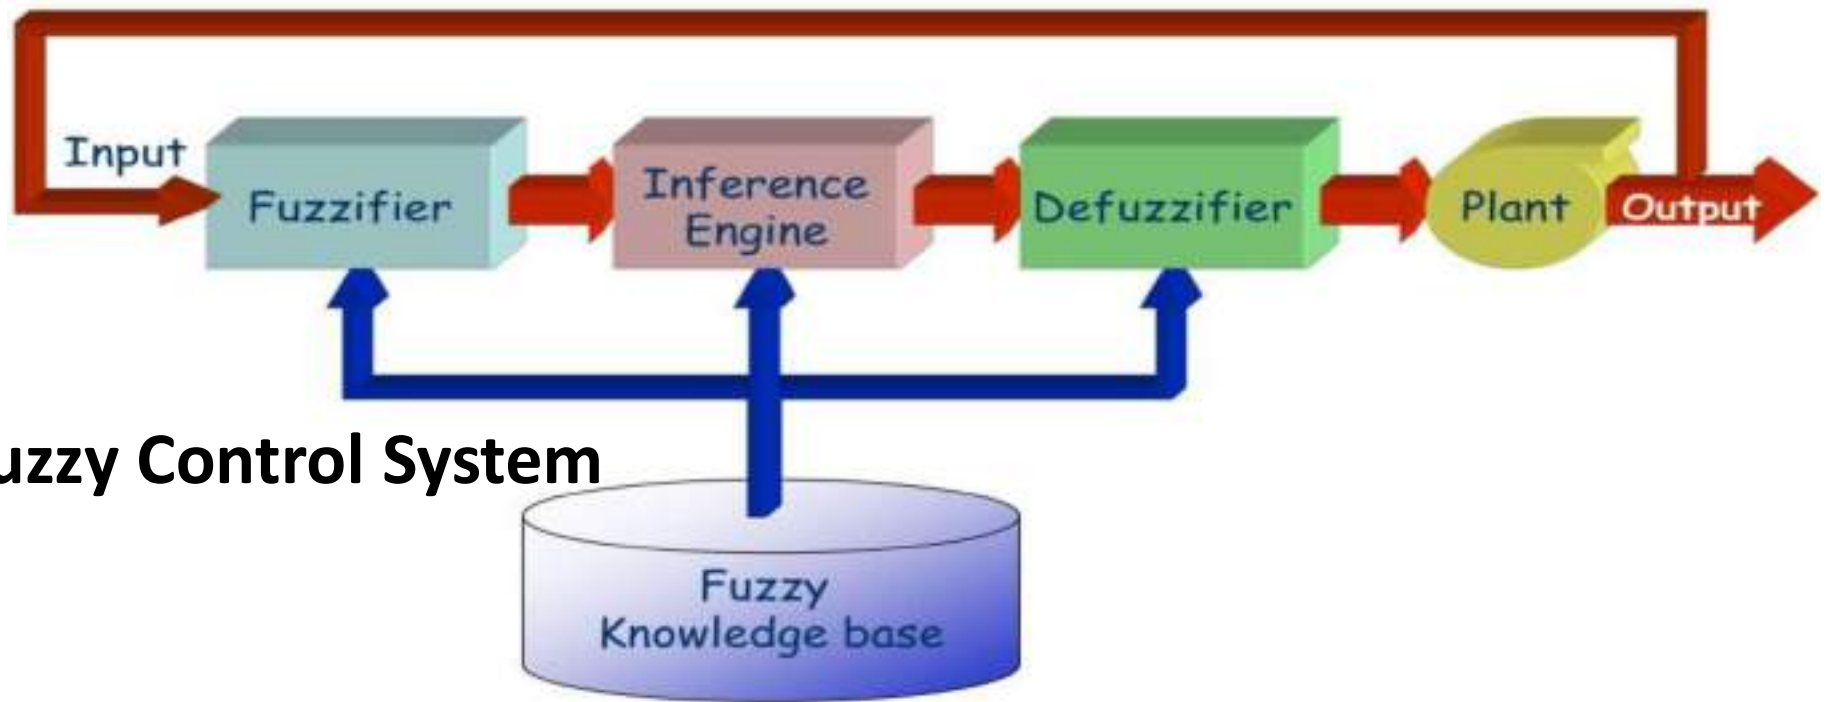 Input
Fuzzifier
Inference
Engine
Defuzzifier
Plant
Output
uzzy Control System
Fuzzy
Knowledge base